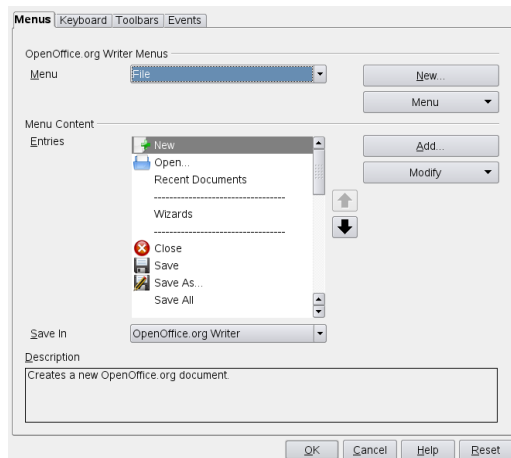 Menus Keyboard Toolbars Events
OpenOffice.org Writer Menus
Menu File New...
Menu
Menu Content
Entries New Add...
Open... Modify
Recent Documents
----------------------------------
Wizards
----------------------------------
Close
Save
Save As...
Save All
Save In OpenOffice.org Writer
Description
Creates a new OpenOffice.org document.
OK Cancel Help Reset